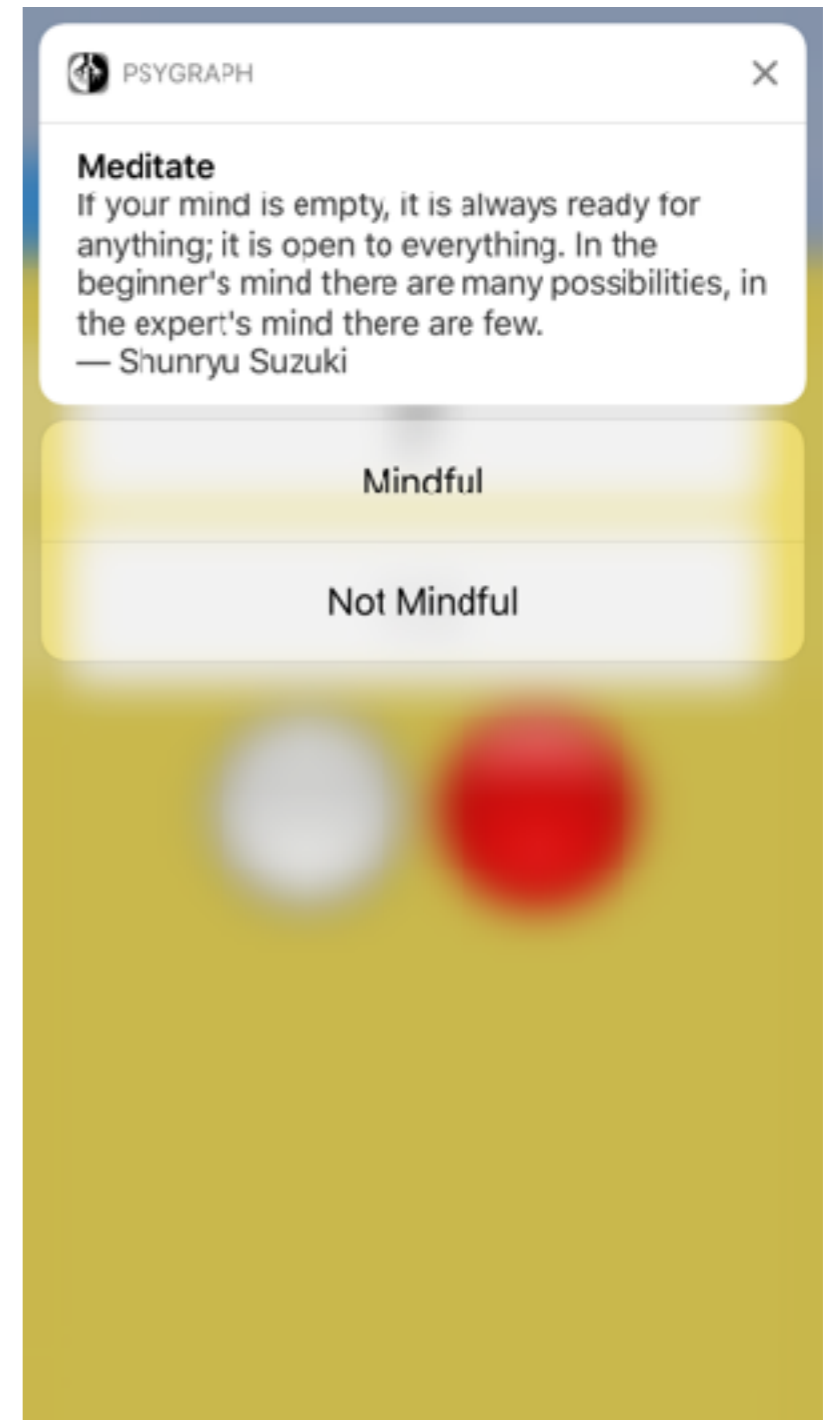 PSYGRAPH
Meditate
If your mind is empty, it is always ready for
anything; it is open to everything. In the
beginner's mind there are many possibilities, in
the expert's mind there are few.
— Shunryu Suzuki
Mindful
Not Mindful